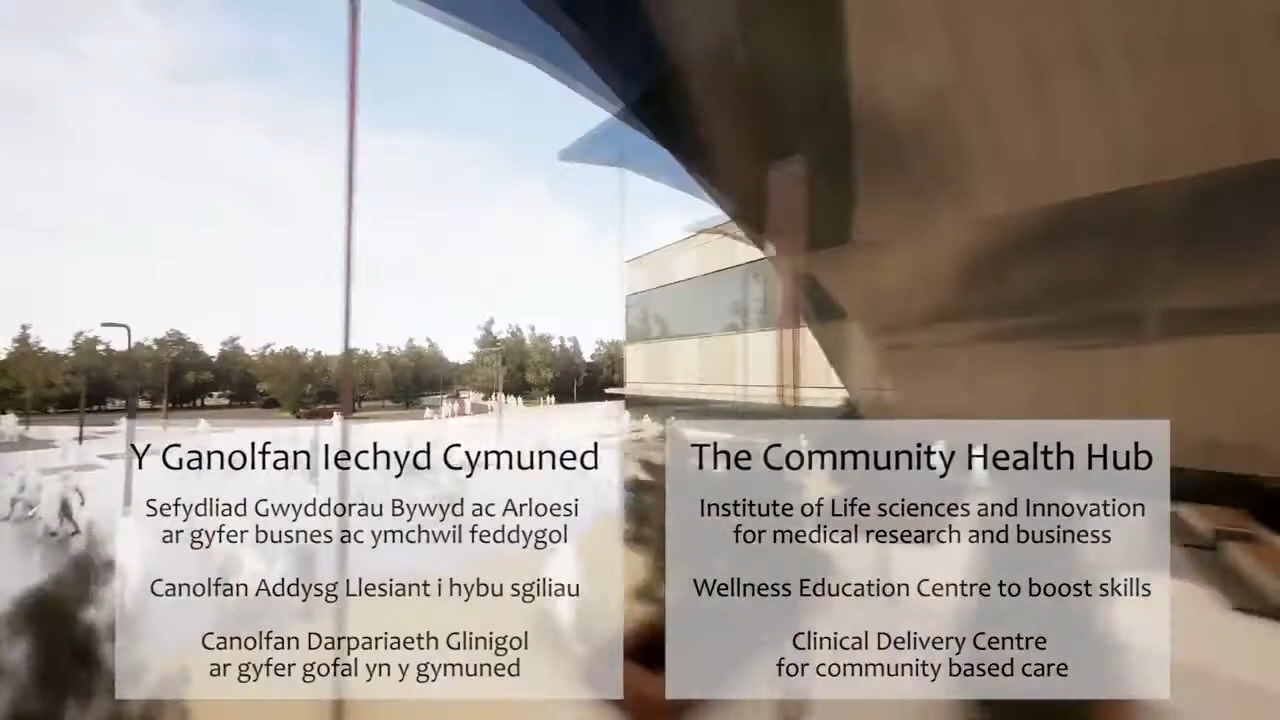 Y Ganolfan Iechyd Cymuned
Sefydliad Gwyddorau Bywyd ac Arloesi
ar gyfer busnes ac ymchwil feddygol
Canolfan Addysg Llesiant i hybu sgiliau
Canolfan Darpariaeth Glinigol
ar gyfer gofal yn y gymuned
The Community Health Hub
Institute of Life sciences and Innovation
for medical research and business
Wellness Education Centre to boost skills
Clinical Delivery Centre
for community based care